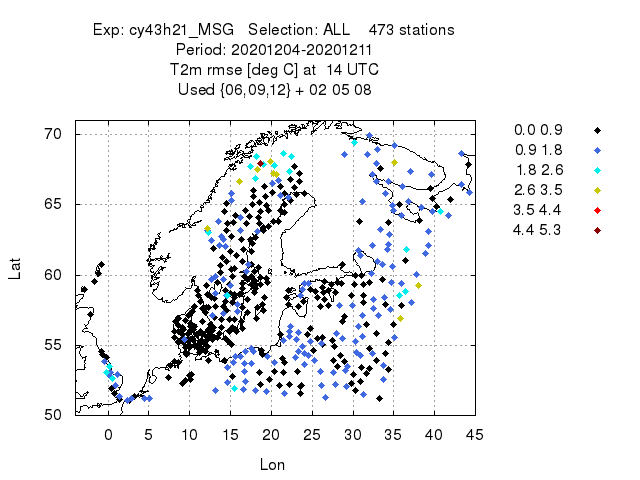 Exp: cy43h21_MSG Selection: ALL 473 stations
Period: 20201204-20201211
T2m rmse [deg C] at 14 UTC
Used {06,09,12} + 02 05 08
70
65
60
55
50
0 5 10 15 20 25 30 35 40 45
Lat
Lon
0.0 0.9
0.9 1.8
1.8 2.6
2.6 3.5
3.5 4.4
4.4 5.3